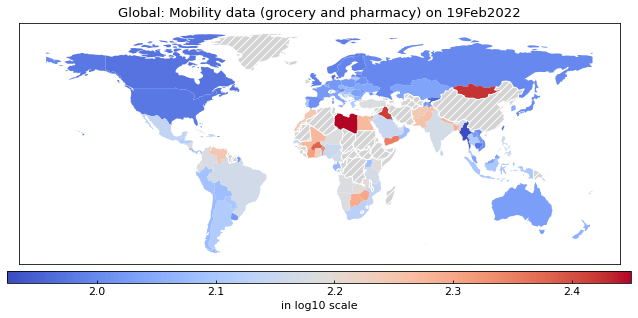 Global: Mobility data (grocery and pharmacy) on 19Feb2022
2.0 2.1 2.2 2.3 2.4
in log10 scale